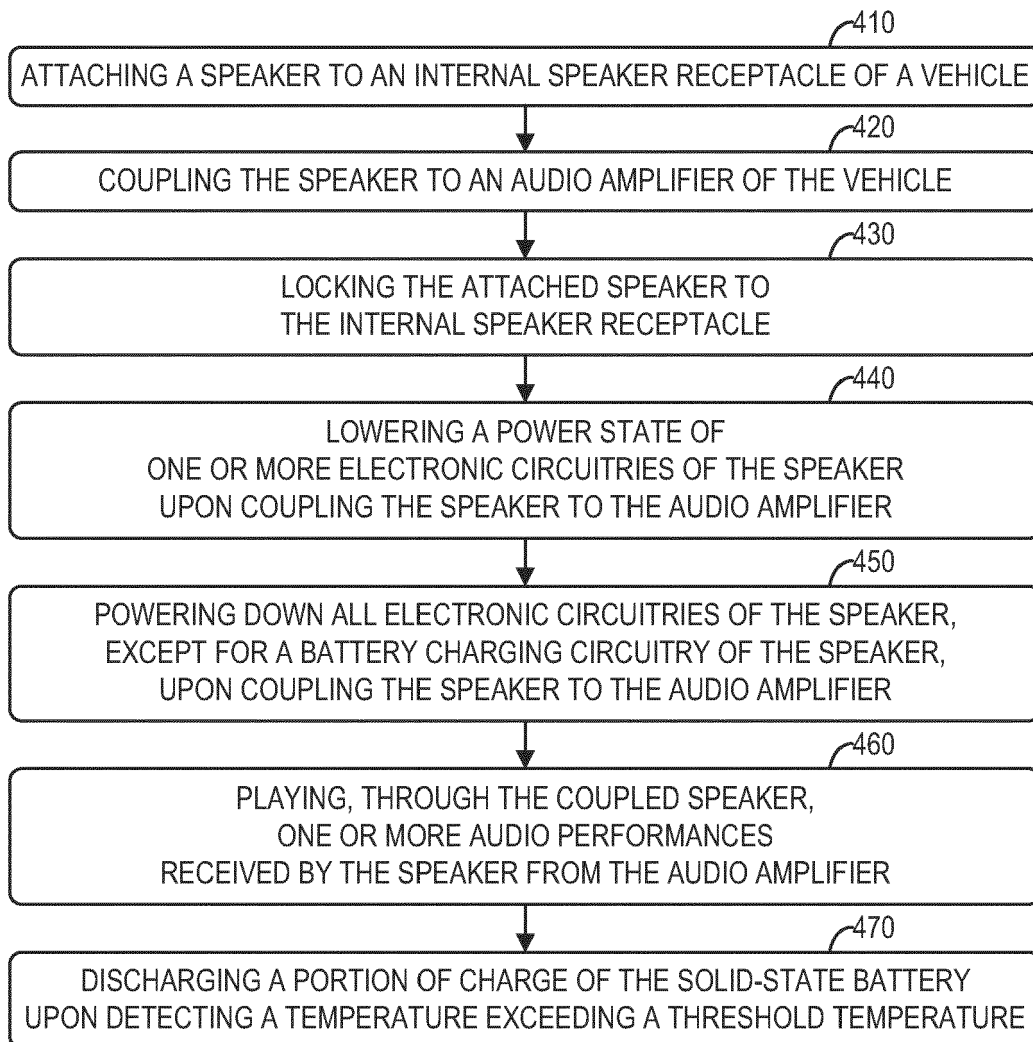 410
ATTACHING A SPEAKER TO AN INTERNAL SPEAKER RECEPTACLE OF A VEHICLE
420
COUPLING THE SPEAKER TO AN AUDIO AMPLIFIER OF THE VEHICLE
430
LOCKING THE ATTACHED SPEAKER TO
THE INTERNAL SPEAKER RECEPTACLE
440
LOWERING A POWER STATE OF
ONE OR MORE ELECTRONIC CIRCUITRIES OF THE SPEAKER
UPON COUPLING THE SPEAKER TO THE AUDIO AMPLIFIER
450
POWERING DOWN ALL ELECTRONIC CIRCUITRIES OF THE SPEAKER,
EXCEPT FOR A BATTERY CHARGING CIRCUITRY OF THE SPEAKER,
UPON COUPLING THE SPEAKER TO THE AUDIO AMPLIFIER
460
PLAYING, THROUGH THE COUPLED SPEAKER,
ONE OR MORE AUDIO PERFORMANCES
RECEIVED BY THE SPEAKER FROM THE AUDIO AMPLIFIER
470
DISCHARGING A PORTION OF CHARGE OF THE SOLID-STATE BATTERY
UPON DETECTING A TEMPERATURE EXCEEDING A THRESHOLD TEMPERATURE